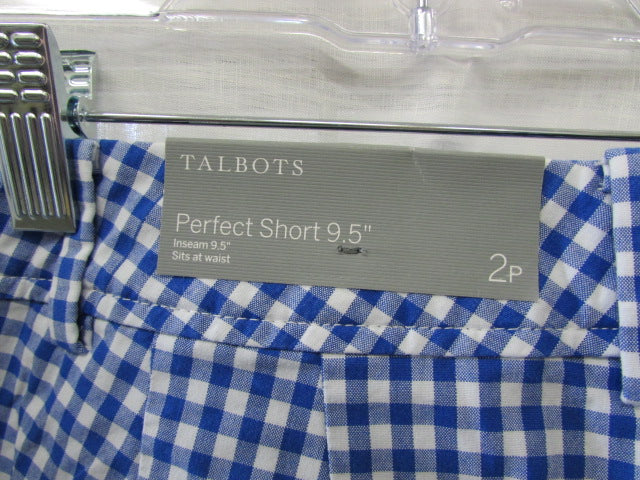 TALBOTS
Perfect Short 9.5"
Inseam 9.5"
Sits at waist
2P